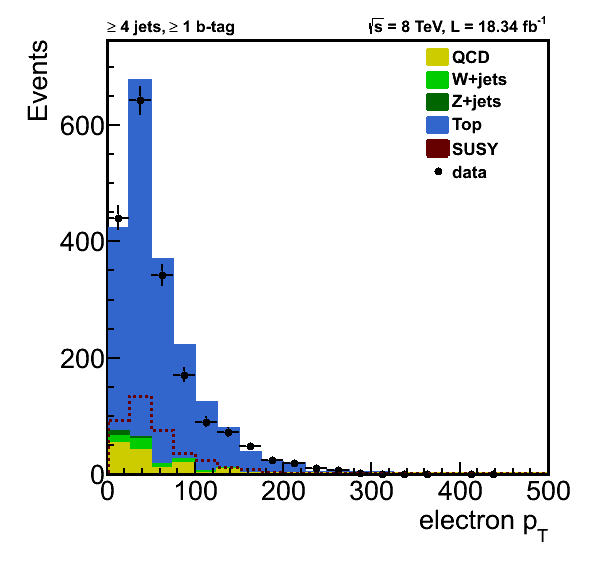 ≥ 4 jets, ≥ 1 b-tag
√s = 8 TeV, L = 18.34 fb⁻¹
Events
600
400
200
0
QCD
W+jets
Z+jets
Top
SUSY
data
0 100 200 300 400 500
electron p_T